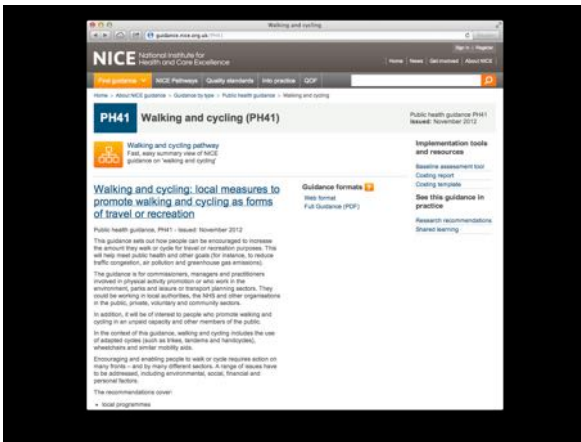 Walking and cycling
guidance.nice.org.uk/PH41
Sign in | Register
NICE National Institute for
Health and Care Excellence
Home | News | Get involved | About NICE
Find guidance NICE Pathways Quality standards Into practice QOF
Home > About NICE guidance > Guidance by type > Public health guidance > Walking and cycling
PH41 Walking and cycling (PH41)
Public health guidance PH41
Issued: November 2012
Walking and cycling pathway
Fast, easy summary view of NICE
guidance on 'walking and cycling'
Implementation tools
and resources
Baseline assessment tool
Costing report
Costing template
See this guidance in
practice
Research recommendations
Shared learning
Walking and cycling: local measures to
promote walking and cycling as forms
of travel or recreation
Guidance formats
Web format
Full Guidance (PDF)
Public health guidance, PH41 - Issued: November 2012
This guidance sets out how people can be encouraged to increase
the amount they walk or cycle for travel or recreation purposes. This
will help meet public health and other goals (for instance, to reduce
traffic congestion, air pollution and greenhouse gas emissions).
The guidance is for commissioners, managers and practitioners
involved in physical activity promotion or who work in the
environment, parks and leisure or transport planning sectors. They
could be working in local authorities, the NHS and other organisations
in the public, private, voluntary and community sectors.
In addition, it will be of interest to people who promote walking and
cycling in an unpaid capacity and other members of the public.
In the context of this guidance, walking and cycling includes the use
of adapted cycles (such as trikes, tandems and handcycles),
wheelchairs and similar mobility aids.
Encouraging and enabling people to walk or cycle requires action on
many fronts – and by many different sectors. A range of issues have
to be addressed, including environmental, social, financial and
personal factors.
The recommendations cover:
• local programmes